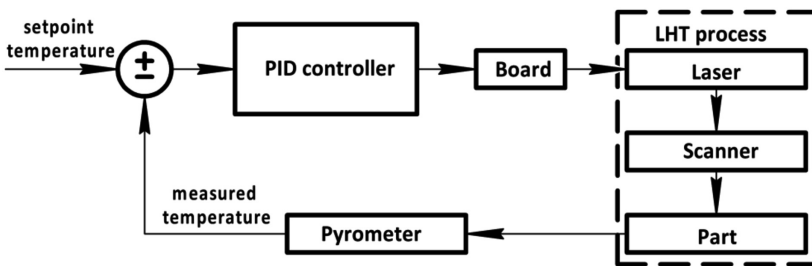 setpoint
temperature
±
PID controller
Board
LHT process
Laser
Scanner
Part
Pyrometer
measured
temperature